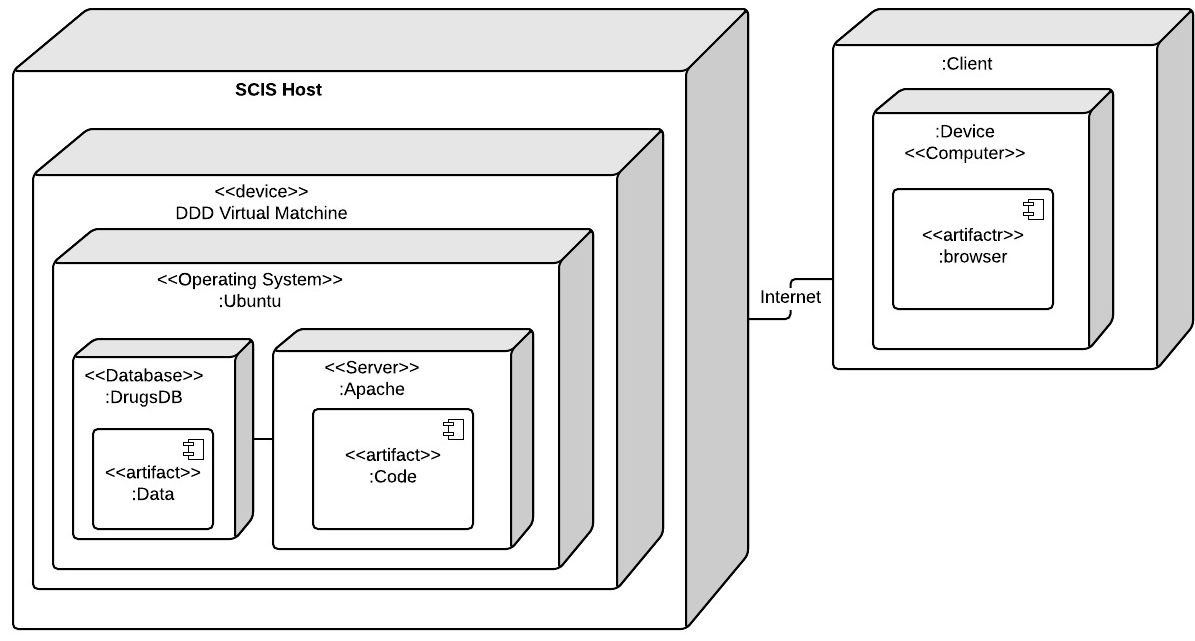 SCIS Host
<<device>>
DDD Virtual Matchine
<<Operating System>>
:Ubuntu
<<Database>>
:DrugsDB
<<artifact>>
:Data
<<Server>>
:Apache
<<artifact>>
:Code
Internet
:Client
:Device
<<Computer>>
<<artifactr>>
:browser